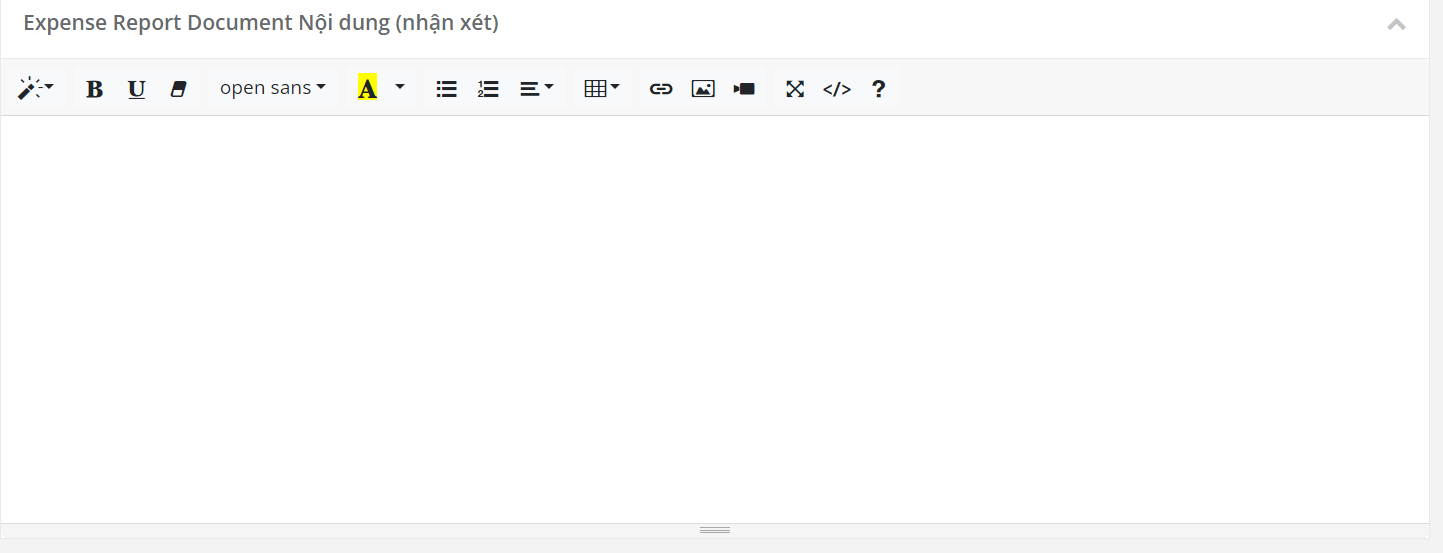 Expense Report Document Nội dung (nhận xét)
B U open sans A </> ?